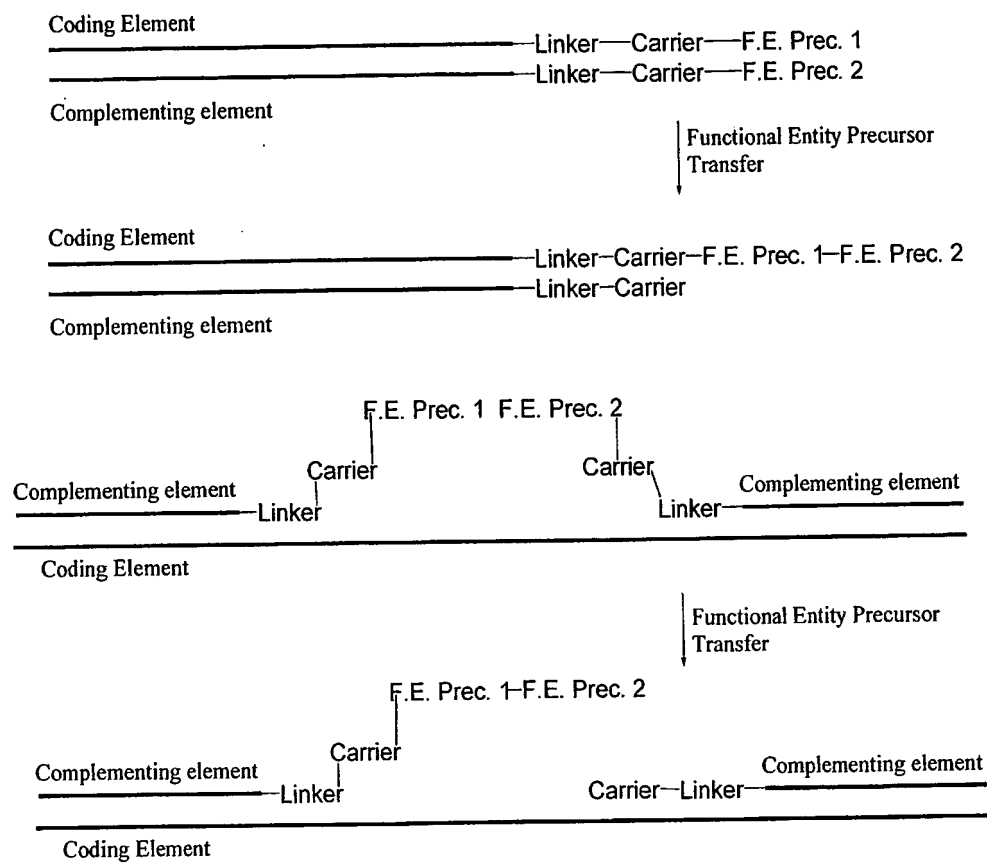 Coding Element
Linker—Carrier—F.E. Prec. 1
Linker—Carrier—F.E. Prec. 2
Complementing element
Functional Entity Precursor
Transfer
Coding Element
Linker–Carrier–F.E. Prec. 1–F.E. Prec. 2
Linker–Carrier
Complementing element
F.E. Prec. 1 F.E. Prec. 2
Carrier Carrier
Complementing element Complementing element
Linker Linker
Coding Element
Functional Entity Precursor
Transfer
F.E. Prec. 1–F.E. Prec. 2
Carrier
Complementing element Complementing element
Linker Carrier–Linker
Coding Element